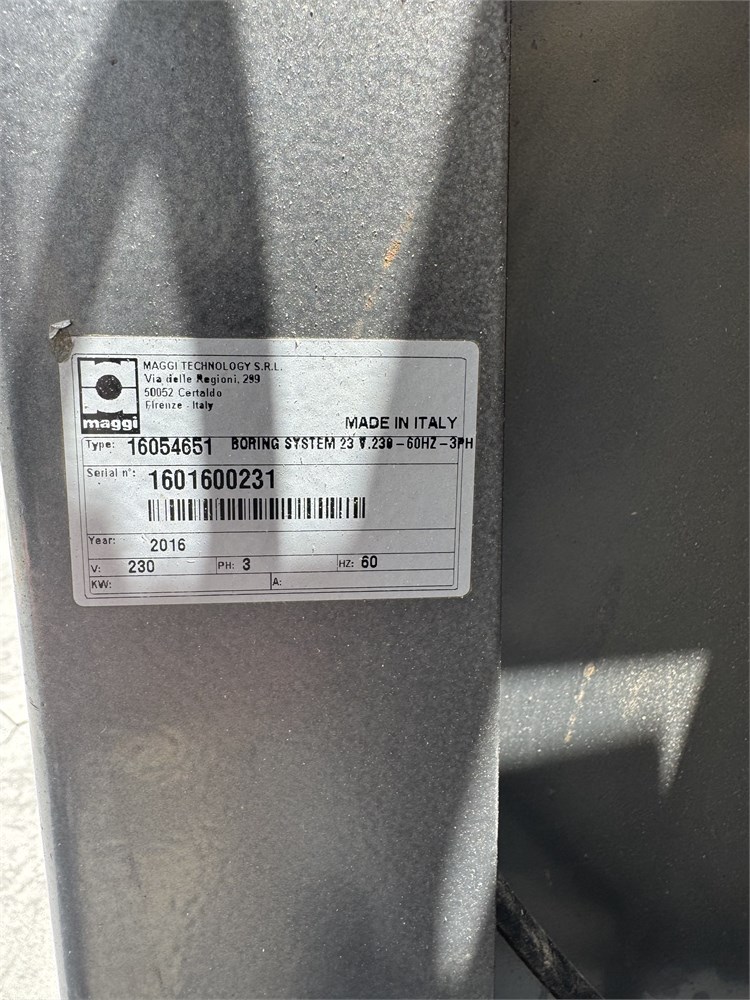 MAGGI TECHNOLOGY S.R.L.
Via delle Regioni, 299
50052 Certaldo
Firenze - Italy
maggi
MADE IN ITALY
Type: 16054651 BORING SYSTEM 23 V.230-60HZ-3PH
Serial n°: 1601600231
Year: 2016
V: 230 PH: 3 HZ: 60
KW: A: